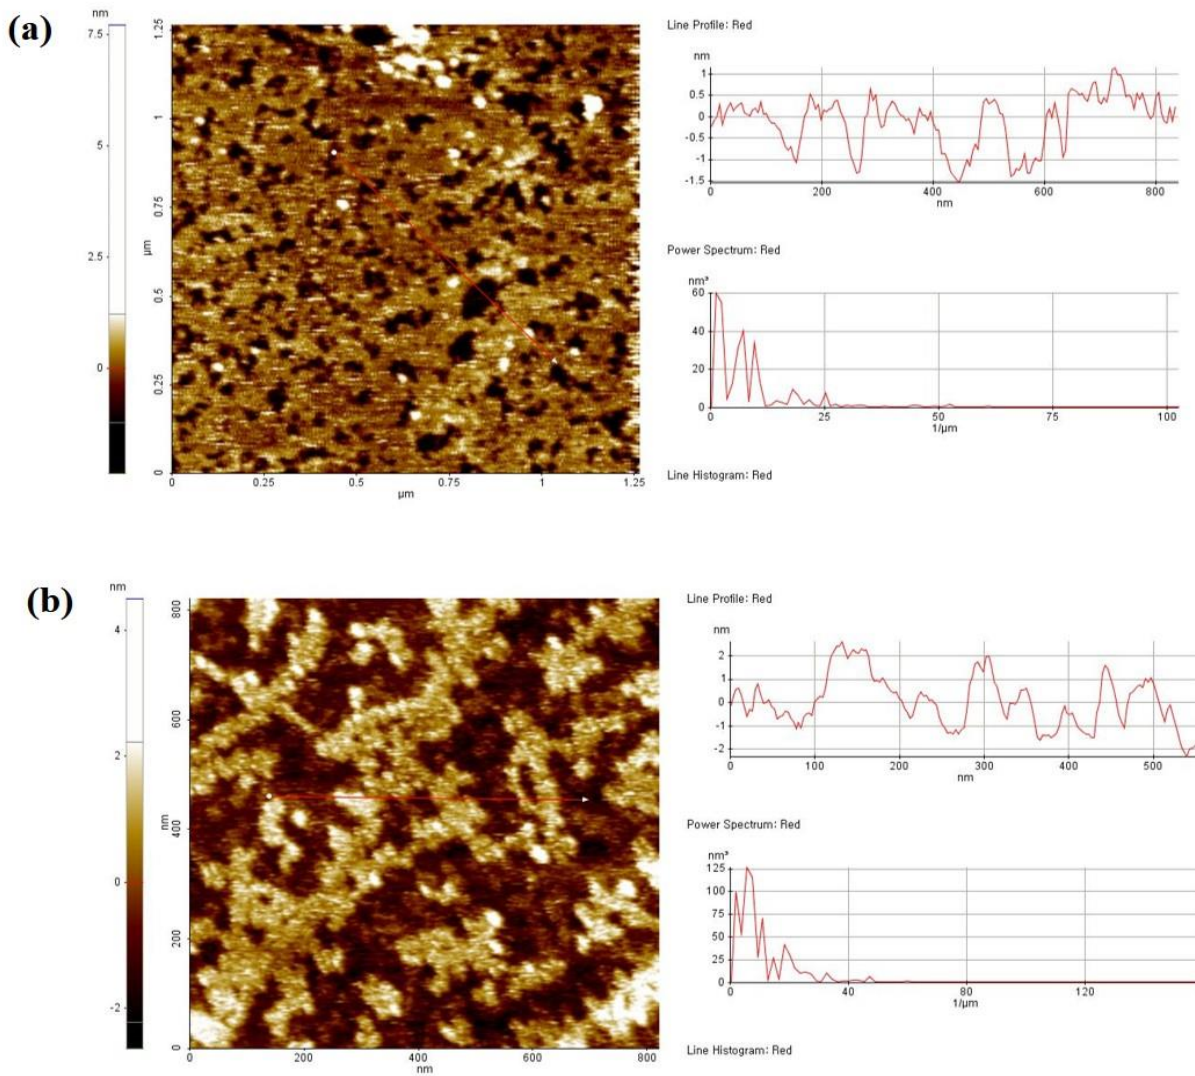 (a)
nm
7.5
5
2.5
0
1.25
1
0.75
µm
0.5
0.25
0
0 0.25 0.5 0.75 1 1.25
µm
Line Profile: Red
nm
1
0.5
0
-0.5
-1
-1.5
0 200 400 600 800
nm
Power Spectrum: Red
nm³
60
40
20
0
0 25 50 75 100
1/µm
Line Histogram: Red
(b)
nm
4
2
0
-2
800
600
nm
400
200
0
0 200 400 600 800
nm
Line Profile: Red
nm
2
1
0
-1
-2
0 100 200 300 400 500
nm
Power Spectrum: Red
nm³
125
100
75
50
25
0
0 40 80 120
1/µm
Line Histogram: Red